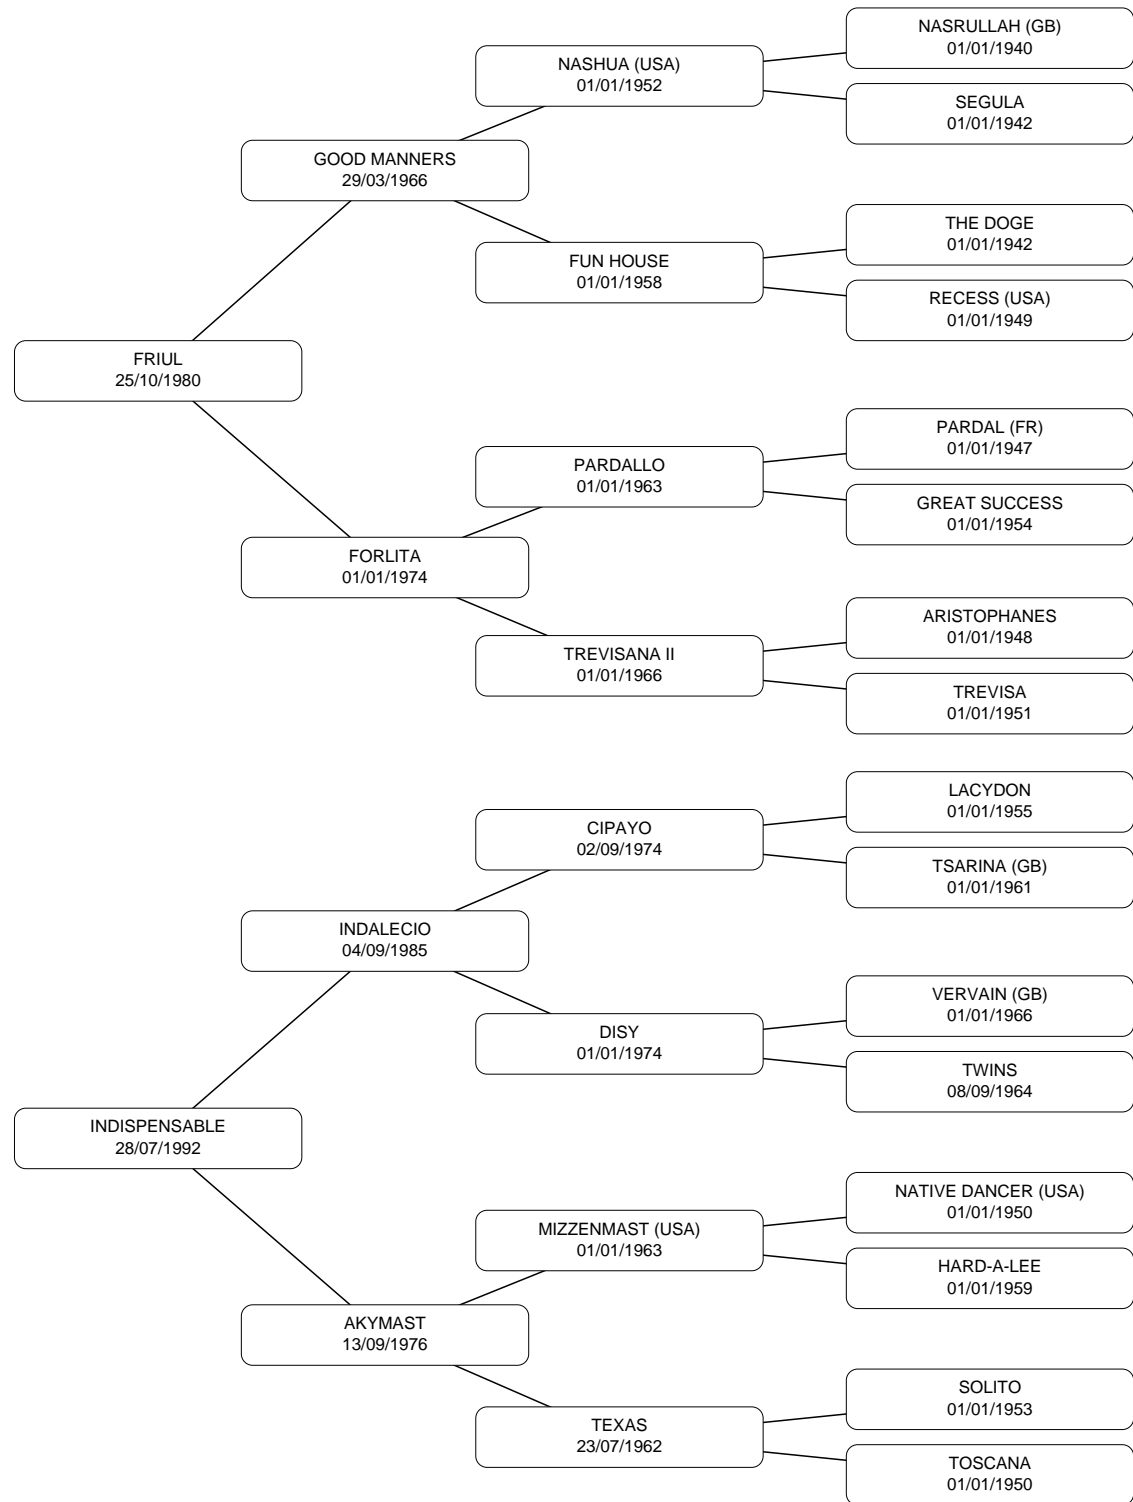 NASRULLAH (GB)
01/01/1940
NASHUA (USA)
01/01/1952
SEGULA
01/01/1942
GOOD MANNERS
29/03/1966
THE DOGE
01/01/1942
FUN HOUSE
01/01/1958
RECESS (USA)
01/01/1949
FRIUL
25/10/1980
PARDAL (FR)
01/01/1947
PARDALLO
01/01/1963
GREAT SUCCESS
01/01/1954
FORLITA
01/01/1974
ARISTOPHANES
01/01/1948
TREVISANA II
01/01/1966
TREVISA
01/01/1951
LACYDON
01/01/1955
CIPAYO
02/09/1974
TSARINA (GB)
01/01/1961
INDALECIO
04/09/1985
VERVAIN (GB)
01/01/1966
DISY
01/01/1974
TWINS
08/09/1964
INDISPENSABLE
28/07/1992
NATIVE DANCER (USA)
01/01/1950
MIZZENMAST (USA)
01/01/1963
HARD-A-LEE
01/01/1959
AKYMAST
13/09/1976
SOLITO
01/01/1953
TEXAS
23/07/1962
TOSCANA
01/01/1950